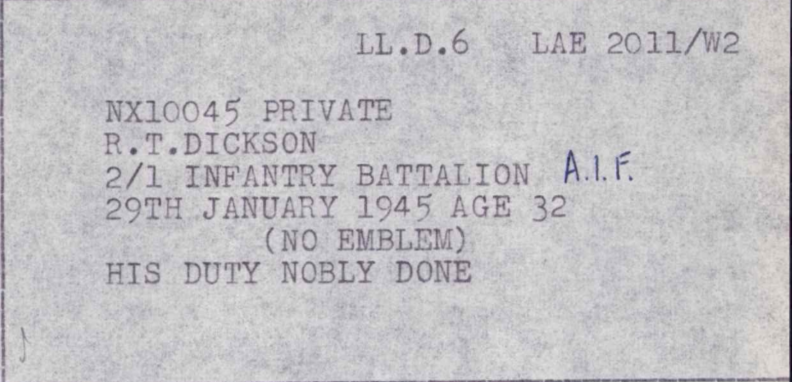 LL.D.6 LAE 2011/W2
NX10045 PRIVATE
R.T.DICKSON
2/1 INFANTRY BATTALION A.I.F.
29TH JANUARY 1945 AGE 32
(NO EMBLEM)
HIS DUTY NOBLY DONE